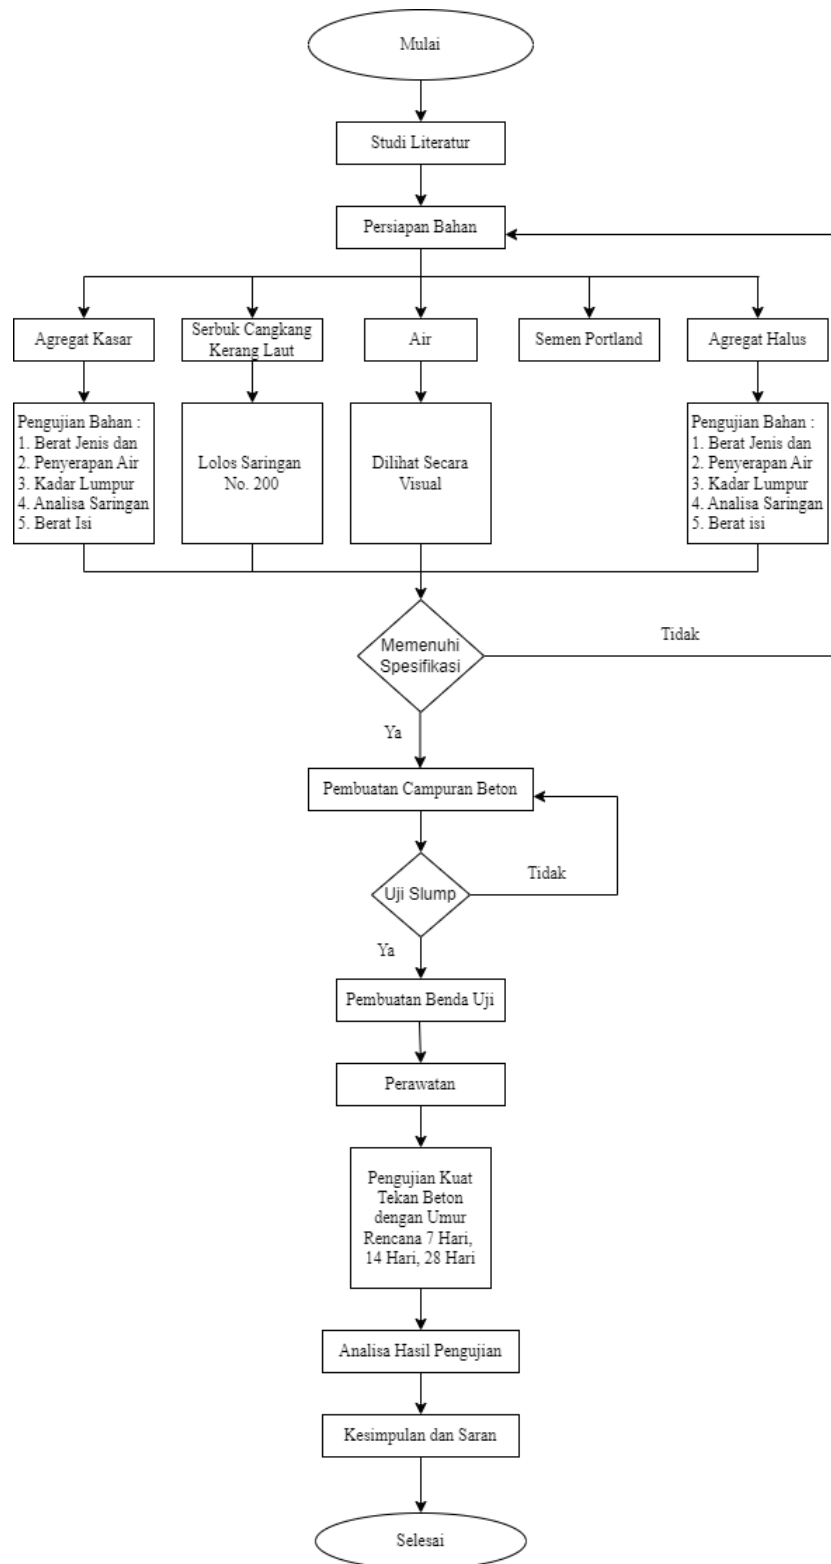 Mulai
Studi Literatur
Persiapan Bahan
Agregat Kasar
Serbuk Cangkang
Kerang Laut
Air
Semen Portland
Agregat Halus
Pengujian Bahan :
1. Berat Jenis dan
2. Penyerapan Air
3. Kadar Lumpur
4. Analisa Saringan
5. Berat Isi
Lolos Saringan
No. 200
Dilihat Secara
Visual
Pengujian Bahan :
1. Berat Jenis dan
2. Penyerapan Air
3. Kadar Lumpur
4. Analisa Saringan
5. Berat isi
Memenuhi
Spesifikasi
Tidak
Ya
Pembuatan Campuran Beton
Uji Slump
Tidak
Ya
Pembuatan Benda Uji
Perawatan
Pengujian Kuat
Tekan Beton
dengan Umur
Rencana 7 Hari,
14 Hari, 28 Hari
Analisa Hasil Pengujian
Kesimpulan dan Saran
Selesai